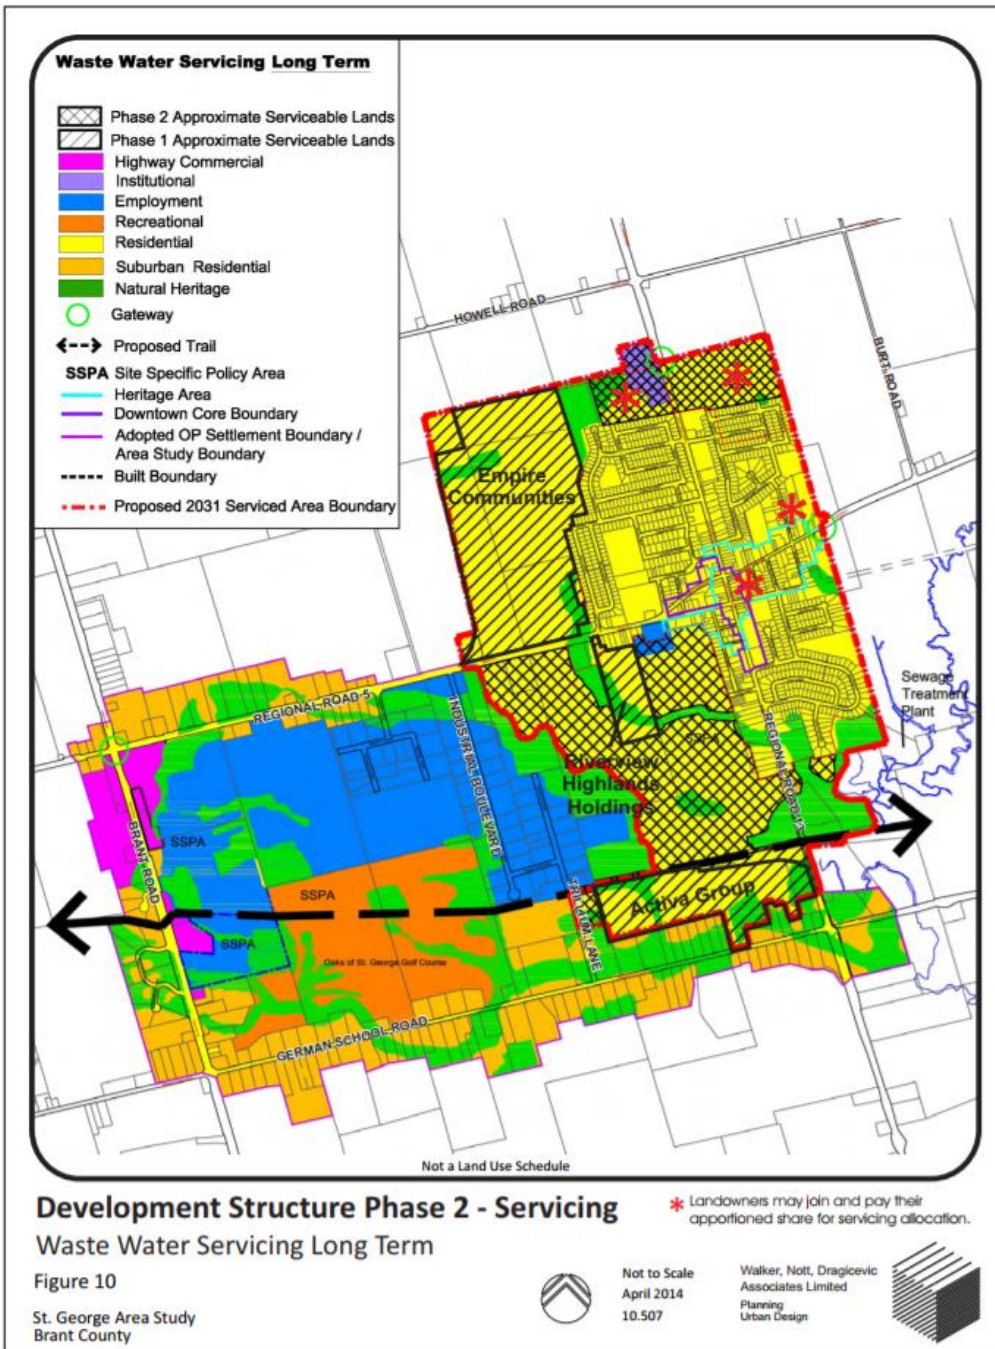 Waste Water Servicing Long Term
Phase 2 Approximate Serviceable Lands
Phase 1 Approximate Serviceable Lands
Highway Commercial
Institutional
Employment
Recreational
Residential
Suburban Residential
Natural Heritage
Gateway
Proposed Trail
SSPA Site Specific Policy Area
Heritage Area
Downtown Core Boundary
Adopted OP Settlement Boundary /
Area Study Boundary
Built Boundary
Proposed 2031 Serviced Area Boundary
HOWELL ROAD
BURT ROAD
Empire
Communities
Sewage
Treatment
Plant
REGIONAL ROAD 5
INDUSTRIAL BOULEVARD
SSPA
REGIONAL ROAD 13
Riverview
Highlands
Holdings
BRANT ROAD
SSPA
SSPA
SSPA
TRILLIUM LANE
Activa Group
Oaks of St. George Golf Course
GERMAN SCHOOL ROAD
Not a Land Use Schedule
Development Structure Phase 2 - Servicing
Waste Water Servicing Long Term
Figure 10
St. George Area Study
Brant County
* Landowners may join and pay their
apportioned share for servicing allocation.
Not to Scale
April 2014
10.507
Walker, Nott, Dragicevic
Associates Limited
Planning
Urban Design